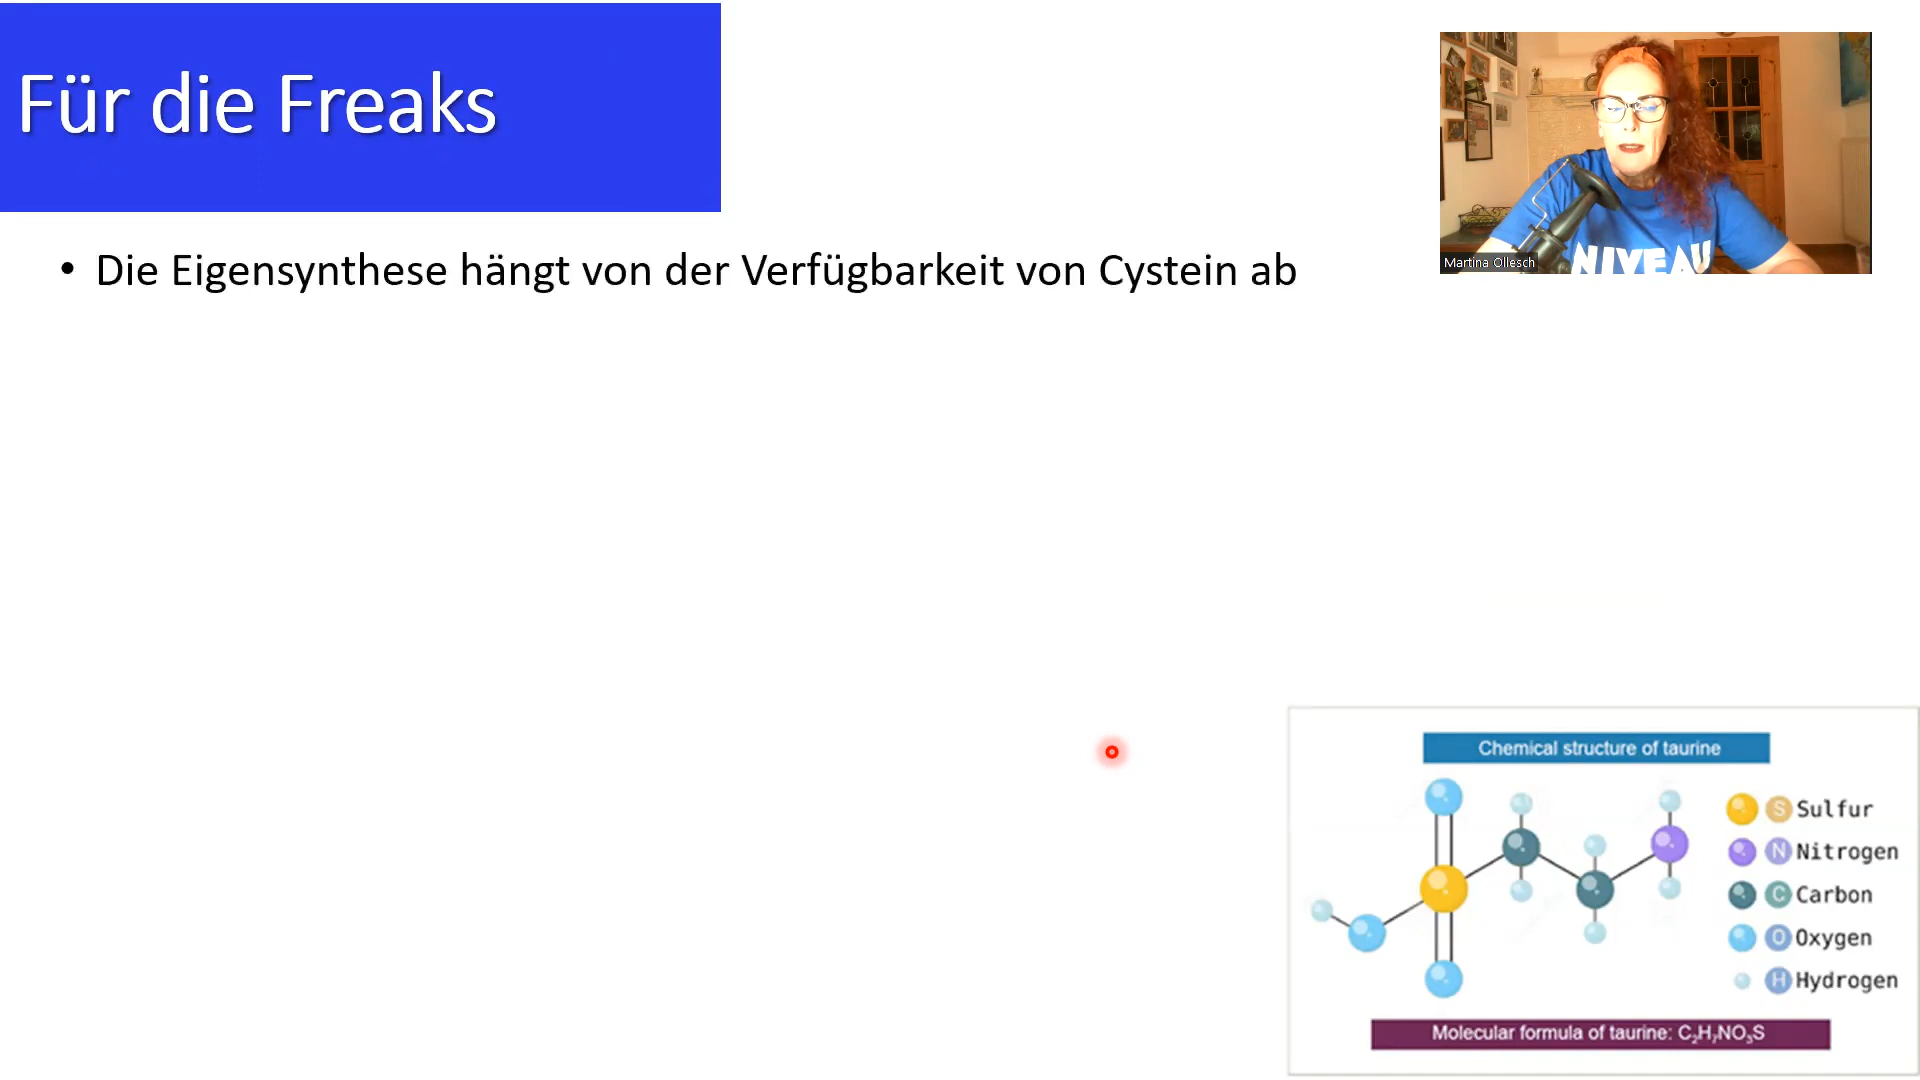 Für die Freaks
• Die Eigensynthese hängt von der Verfügbarkeit von Cystein ab
NIVEAU
Martina Ollesch
Chemical structure of taurine
S Sulfur
N Nitrogen
C Carbon
O Oxygen
H Hydrogen
Molecular formula of taurine: C₂H₇NO₃S